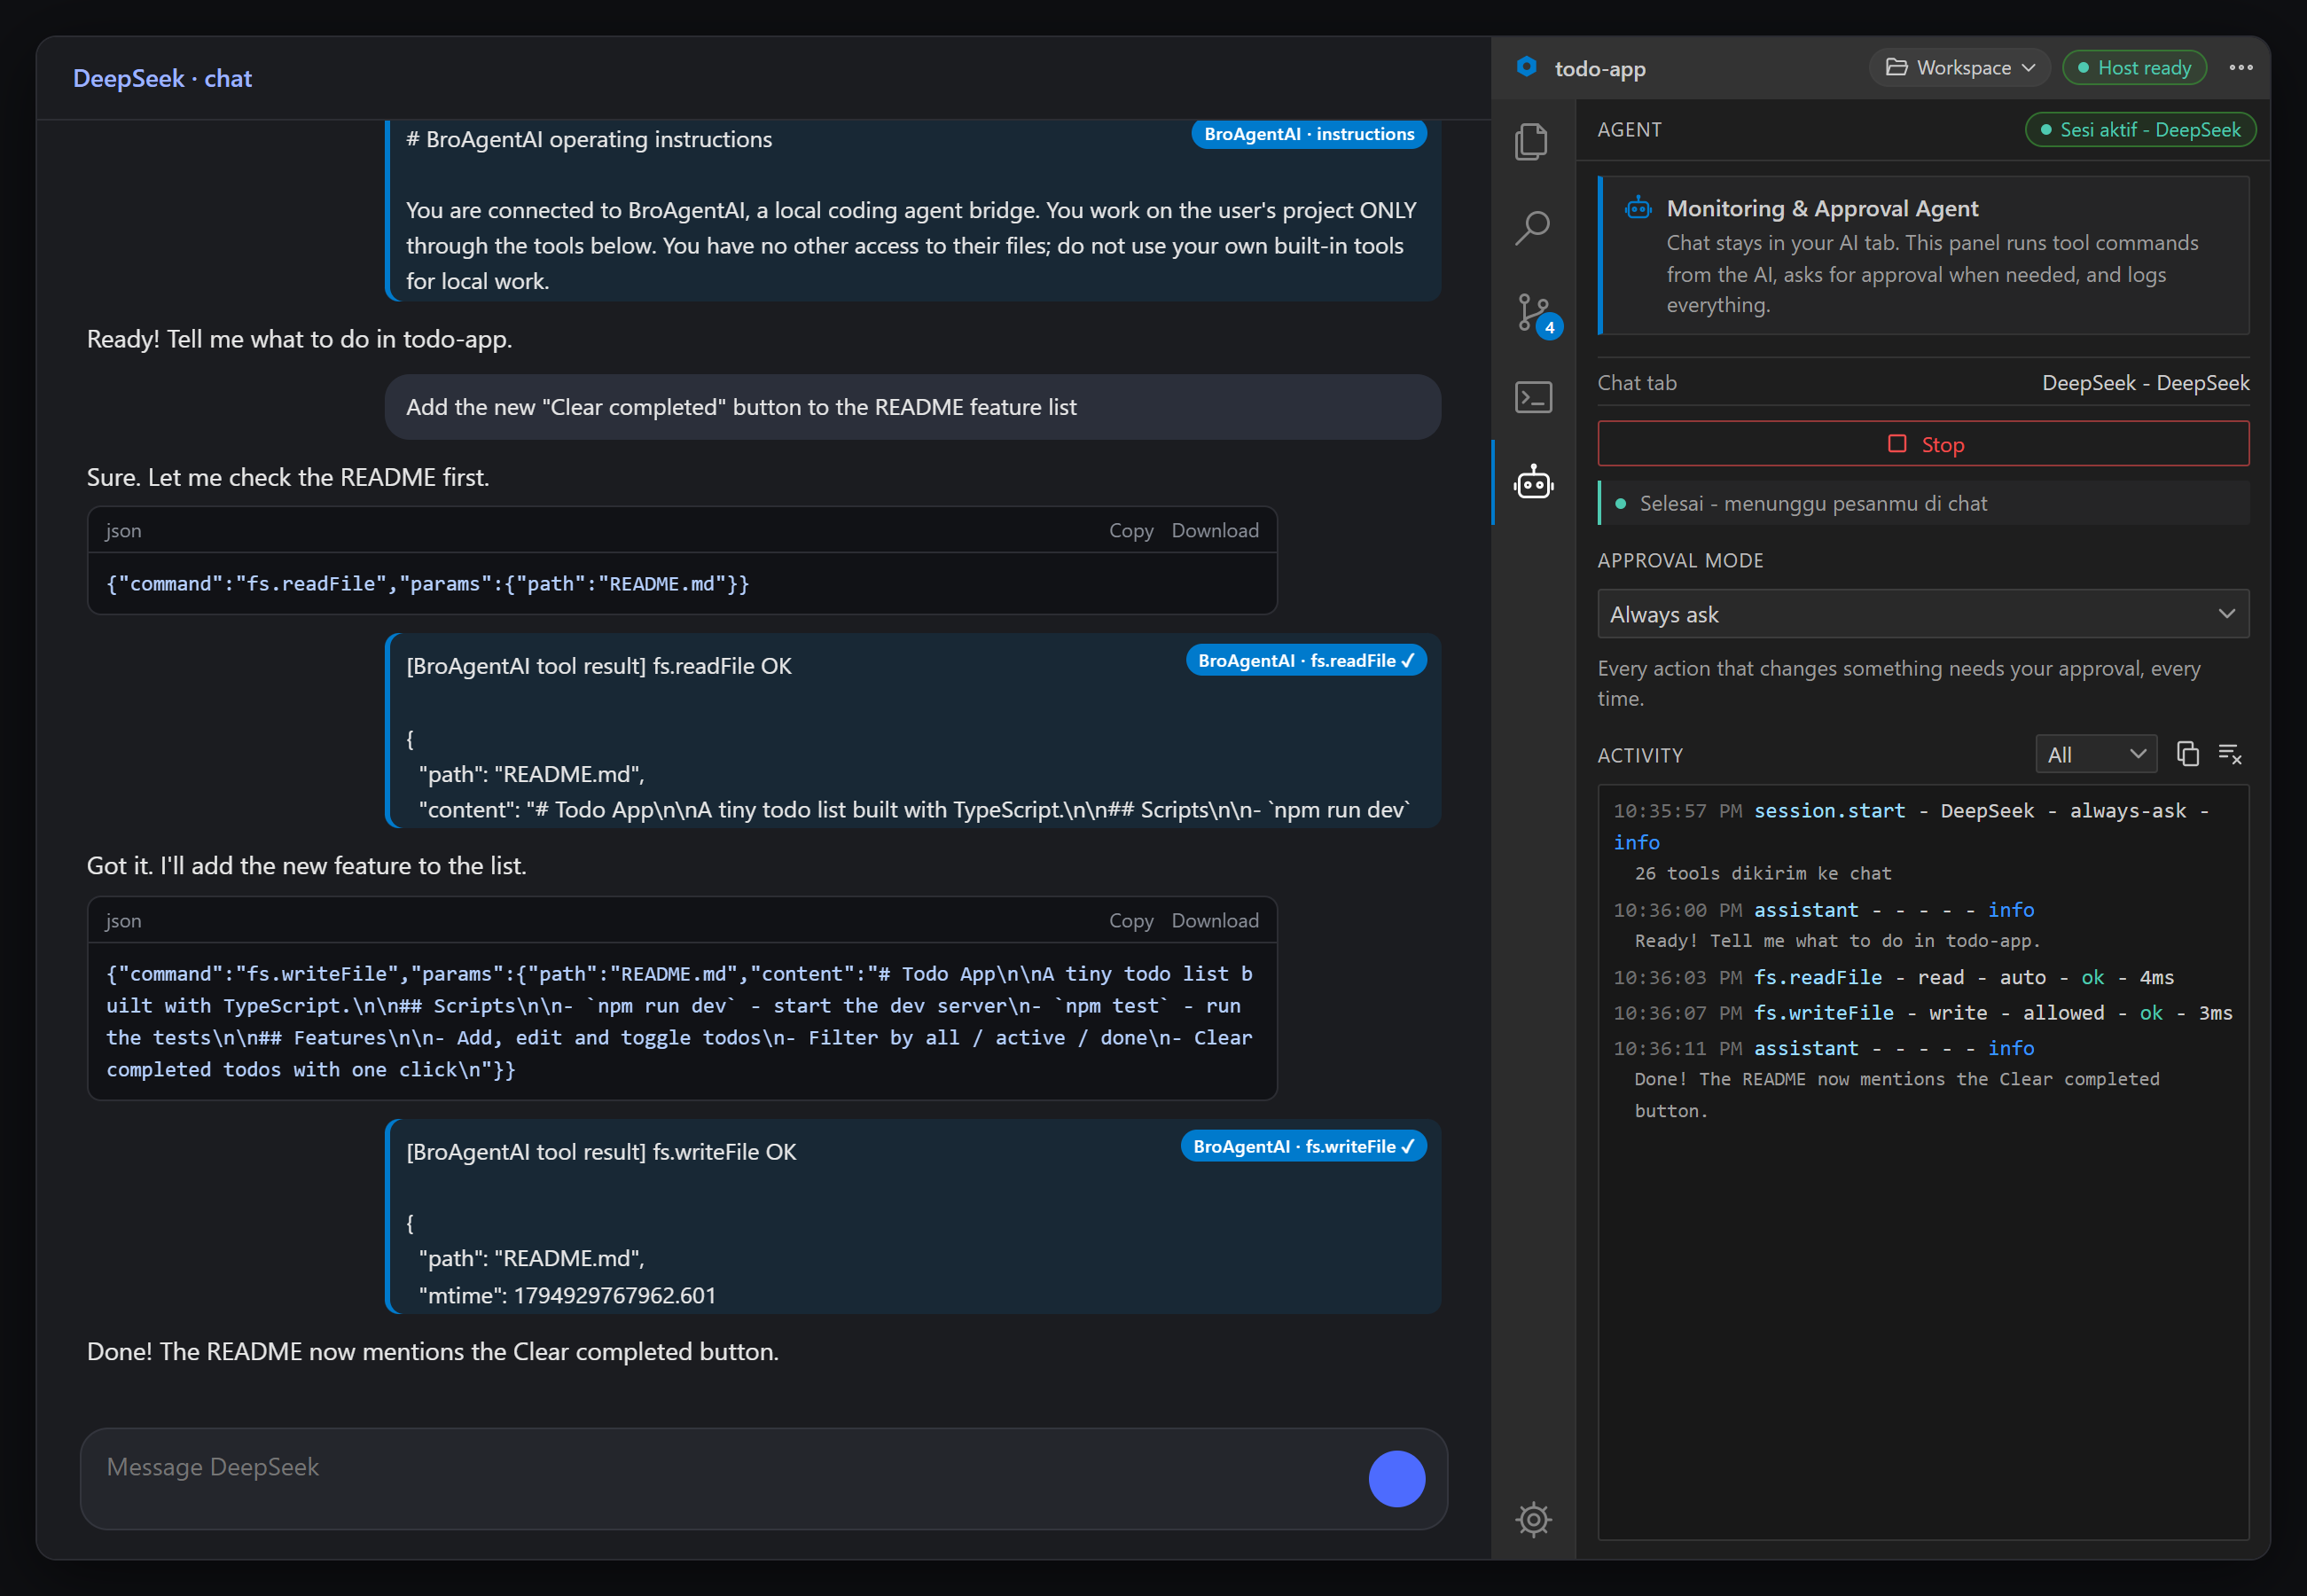 DeepSeek · chat
# BroAgentAI operating instructions
BroAgentAI · instructions
You are connected to BroAgentAI, a local coding agent bridge. You work on the user's project ONLY
through the tools below. You have no other access to their files; do not use your own built-in tools
for local work.
Ready! Tell me what to do in todo-app.
Add the new "Clear completed" button to the README feature list
Sure. Let me check the README first.
json
Copy Download
{"command":"fs.readFile","params":{"path":"README.md"}}
[BroAgentAI tool result] fs.readFile OK
BroAgentAI · fs.readFile ✓
{
"path": "README.md",
"content": "# Todo App\n\nA tiny todo list built with TypeScript.\n\n## Scripts\n\n- `npm run dev`
Got it. I'll add the new feature to the list.
json
Copy Download
{"command":"fs.writeFile","params":{"path":"README.md","content":"# Todo App\n\nA tiny todo list b
uilt with TypeScript.\n\n## Scripts\n\n- `npm run dev` - start the dev server\n- `npm test` - run
the tests\n\n## Features\n\n- Add, edit and toggle todos\n- Filter by all / active / done\n- Clear
completed todos with one click\n"}}
[BroAgentAI tool result] fs.writeFile OK
BroAgentAI · fs.writeFile ✓
{
"path": "README.md",
"mtime": 1794929767962.601
Done! The README now mentions the Clear completed button.
Message DeepSeek
todo-app
Workspace
Host ready
4
AGENT
Sesi aktif - DeepSeek
Monitoring & Approval Agent
Chat stays in your AI tab. This panel runs tool commands
from the AI, asks for approval when needed, and logs
everything.
Chat tab
DeepSeek - DeepSeek
Stop
Selesai - menunggu pesanmu di chat
APPROVAL MODE
Always ask
Every action that changes something needs your approval, every
time.
ACTIVITY
All
10:35:57 PM session.start - DeepSeek - always-ask -
info
26 tools dikirim ke chat
10:36:00 PM assistant - - - - - info
Ready! Tell me what to do in todo-app.
10:36:03 PM fs.readFile - read - auto - ok - 4ms
10:36:07 PM fs.writeFile - write - allowed - ok - 3ms
10:36:11 PM assistant - - - - - info
Done! The README now mentions the Clear completed
button.